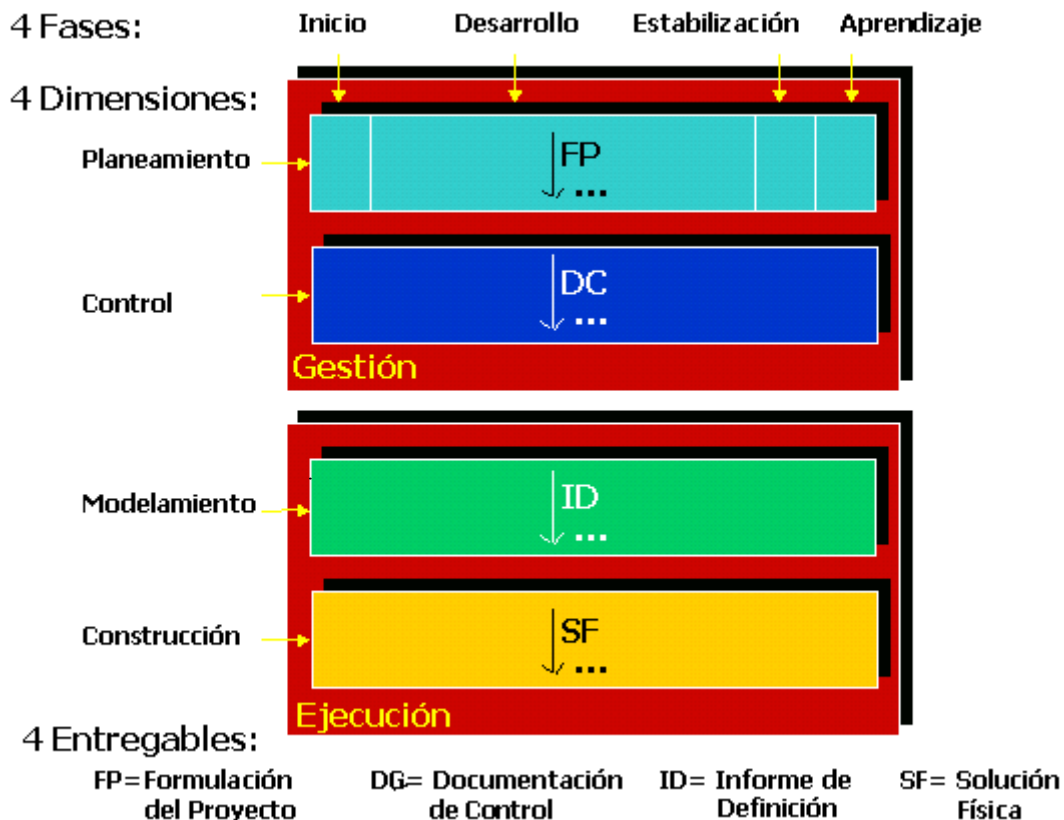 4 Fases:
Inicio Desarrollo Estabilización Aprendizaje
4 Dimensiones:
Planeamiento
FP
...
Control
DC
...
Gestión
Modelamiento
ID
...
Construcción
SF
...
Ejecución
4 Entregables:
FP=Formulación DG= Documentación ID= Informe de SF= Solución
del Proyecto de Control Definición Física